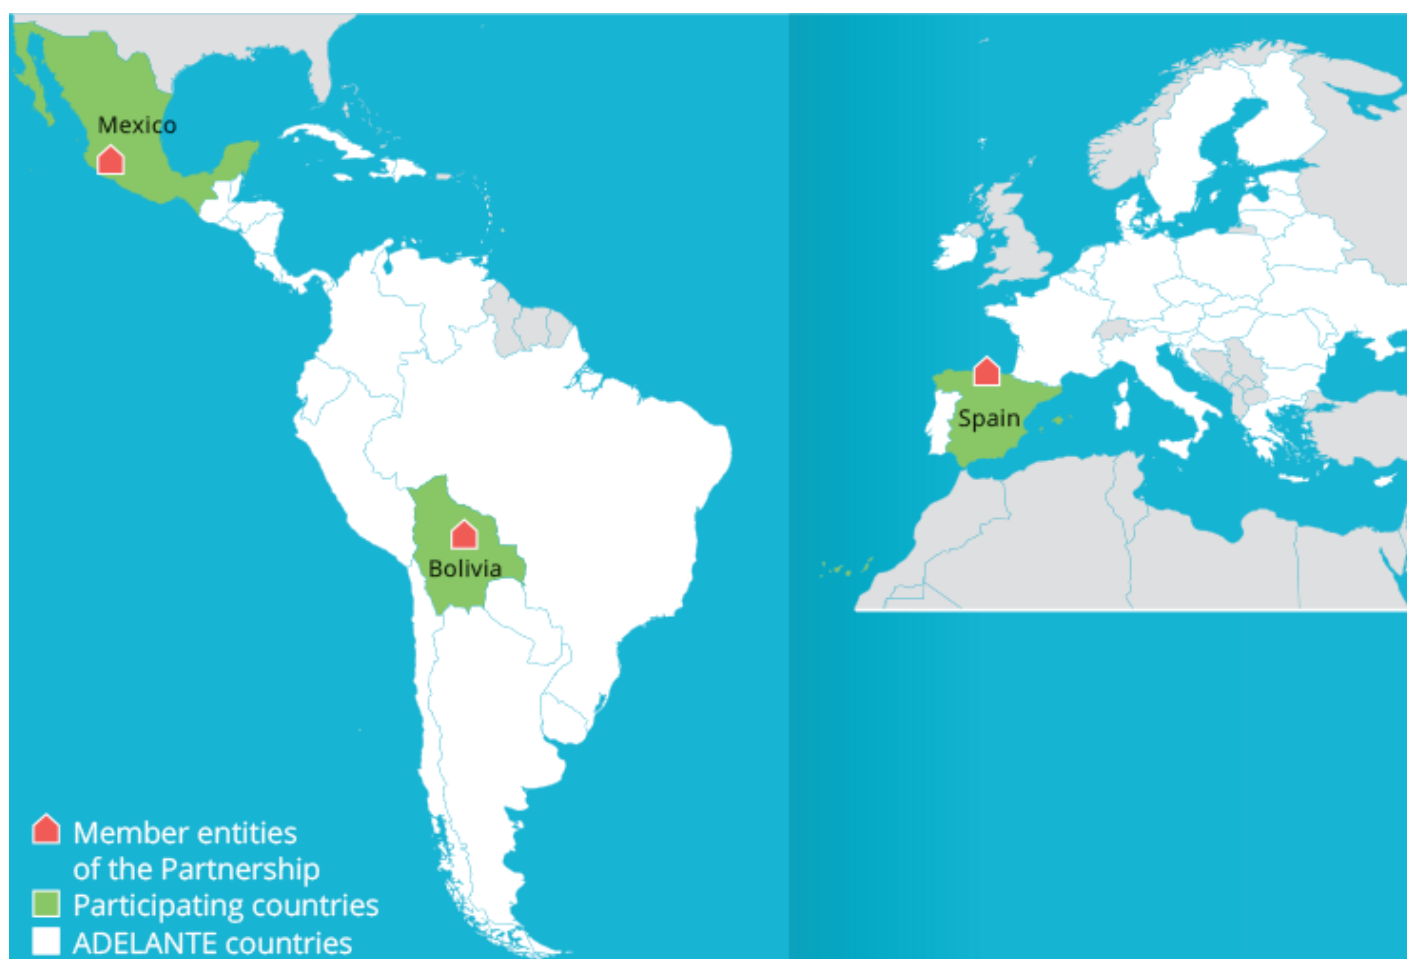 Mexico
Spain
Bolivia
Member entities
of the Partnership
Participating countries
ADELANTE countries